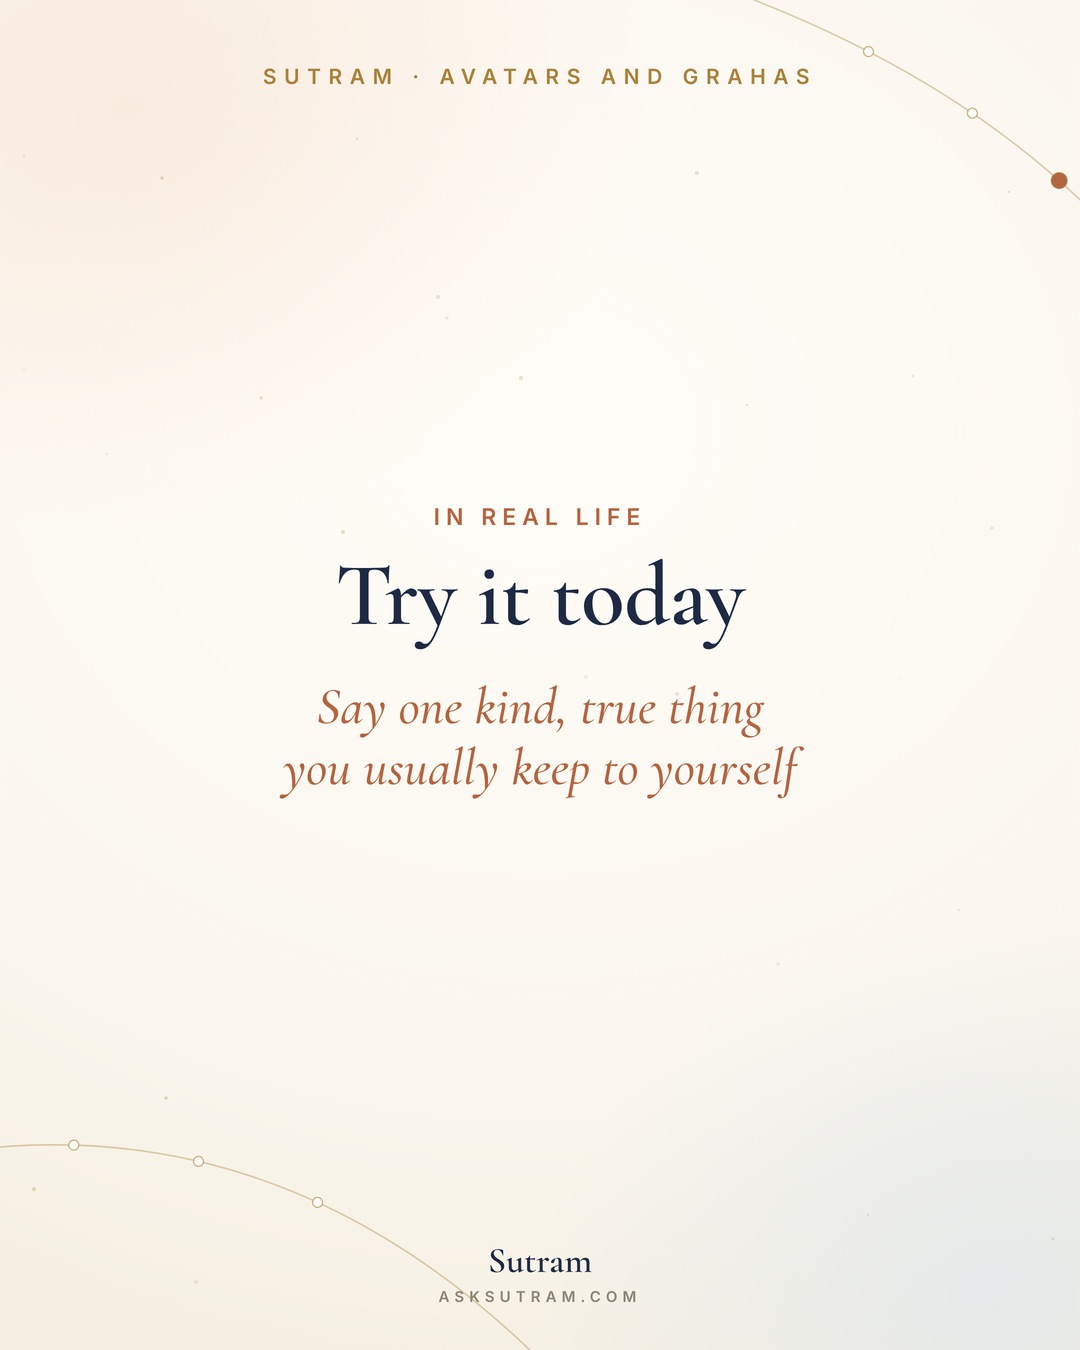 SUTRAM · AVATARS AND GRAHAS
IN REAL LIFE
Try it today
Say one kind, true thing
you usually keep to yourself
Sutram
ASKSUTRAM.COM